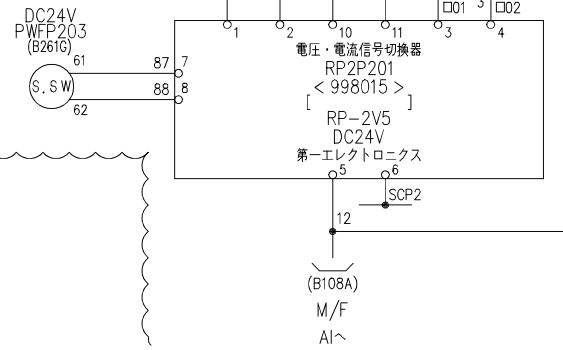 □01
3 □02
DC24V
PWFP203
(B261G)
1 2 10 11 3 4
電圧・電流信号切換器
RP2P201
< 998015 >
[ ]
RP-2V5
DC24V
第一エレクトロニクス
61
87 7
S.SW
88 8
62
5 6
SCP2
12
(B108A)
M/F
AIへ